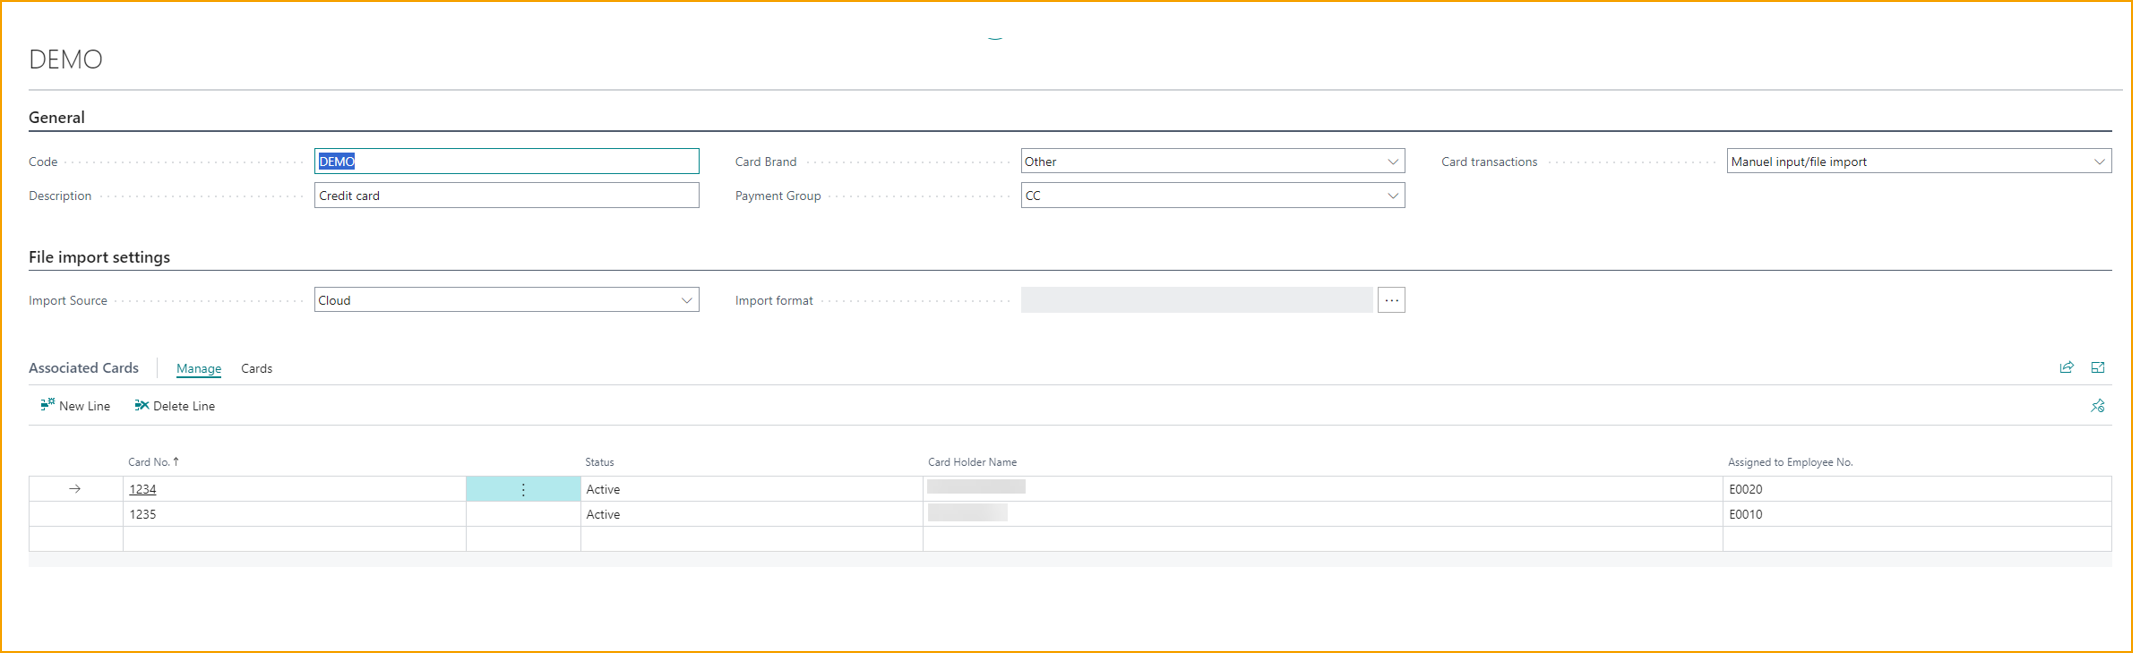 DEMO
General
Code DEMO Card Brand Other Card transactions Manuel input/file import
Description Credit card Payment Group CC
File import settings
Import Source Cloud Import format
Associated Cards Manage Cards
New Line Delete Line
Card No. ↑ Status Card Holder Name Assigned to Employee No.
1234 Active E0020
1235 Active E0010